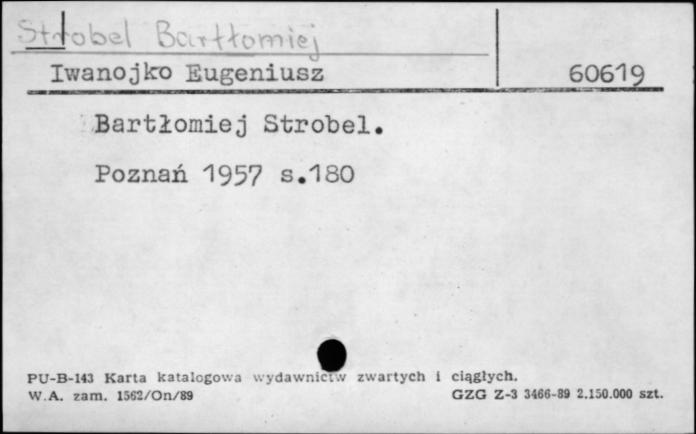 Strobel Bartłomiej
Iwanojko Eugeniusz 60619
Bartłomiej Strobel.
Poznań 1957 s.180
PU-B-143 Karta katalogowa wydawnictw zwartych i ciągłych.
W.A. zam. 1562/On/89 GZG Z-3 3466-89 2.150.000 szt.